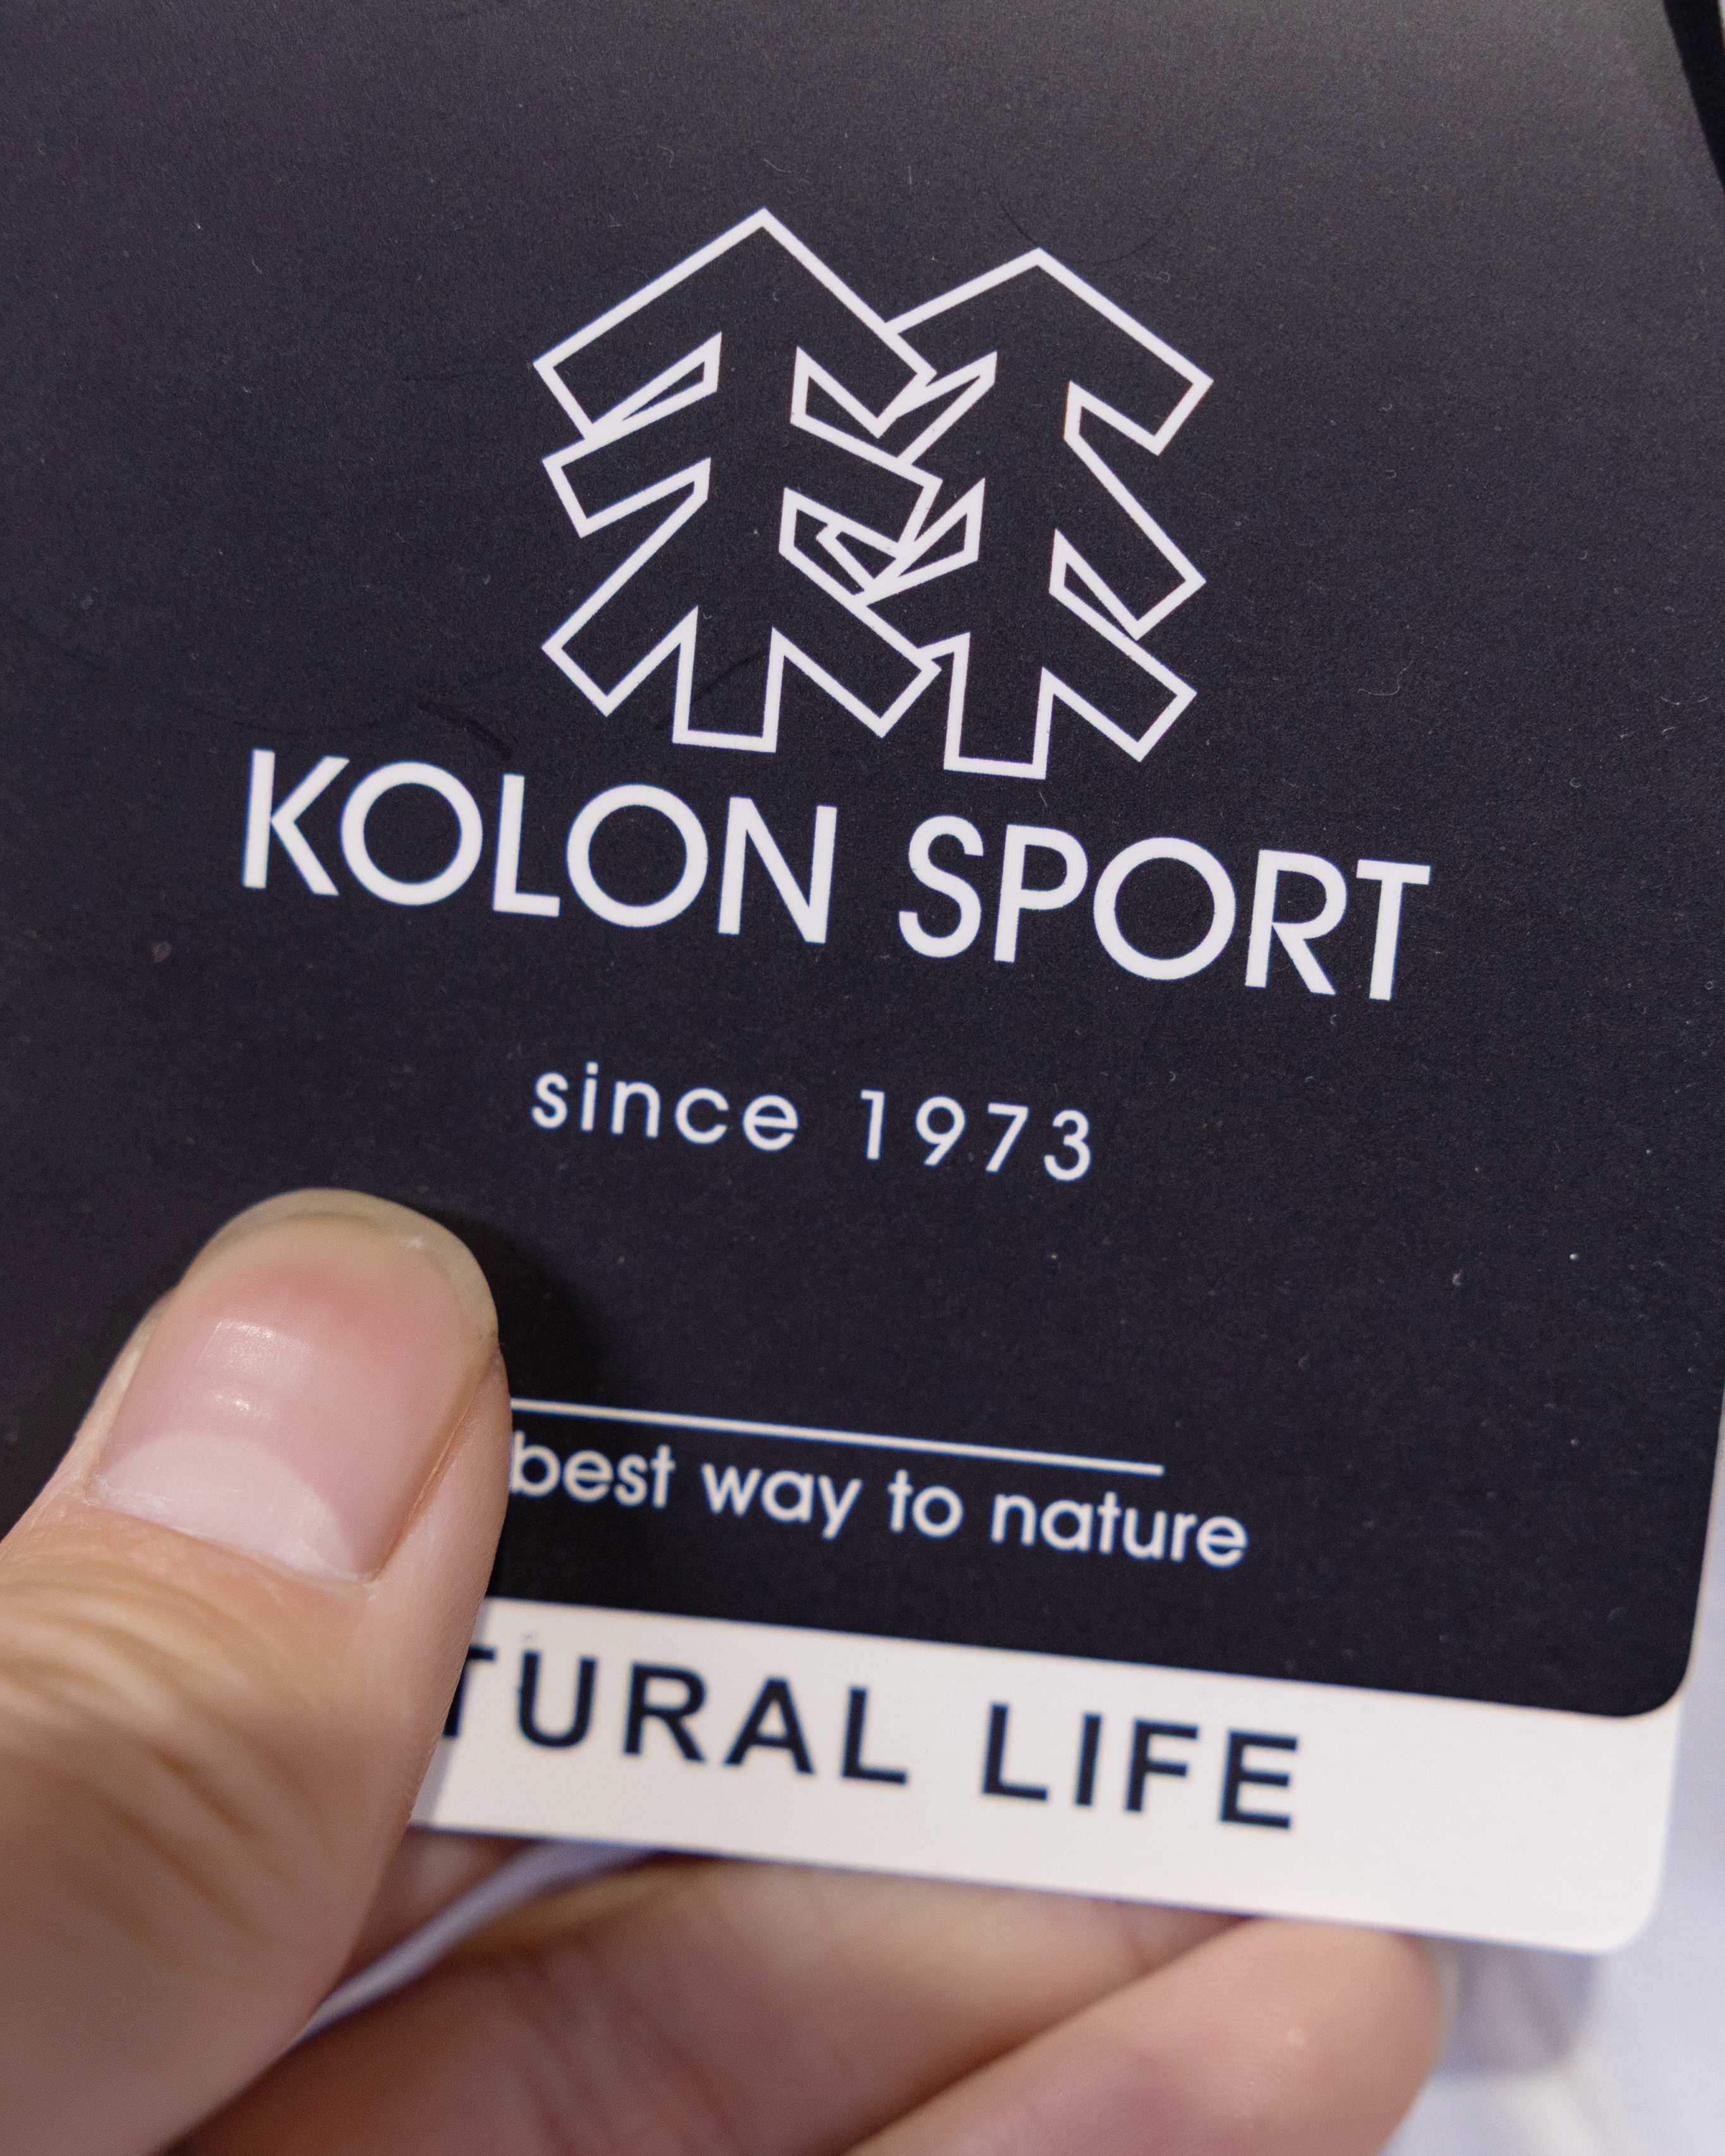 KOLON SPORT
since 1973
best way to nature
TURAL LIFE